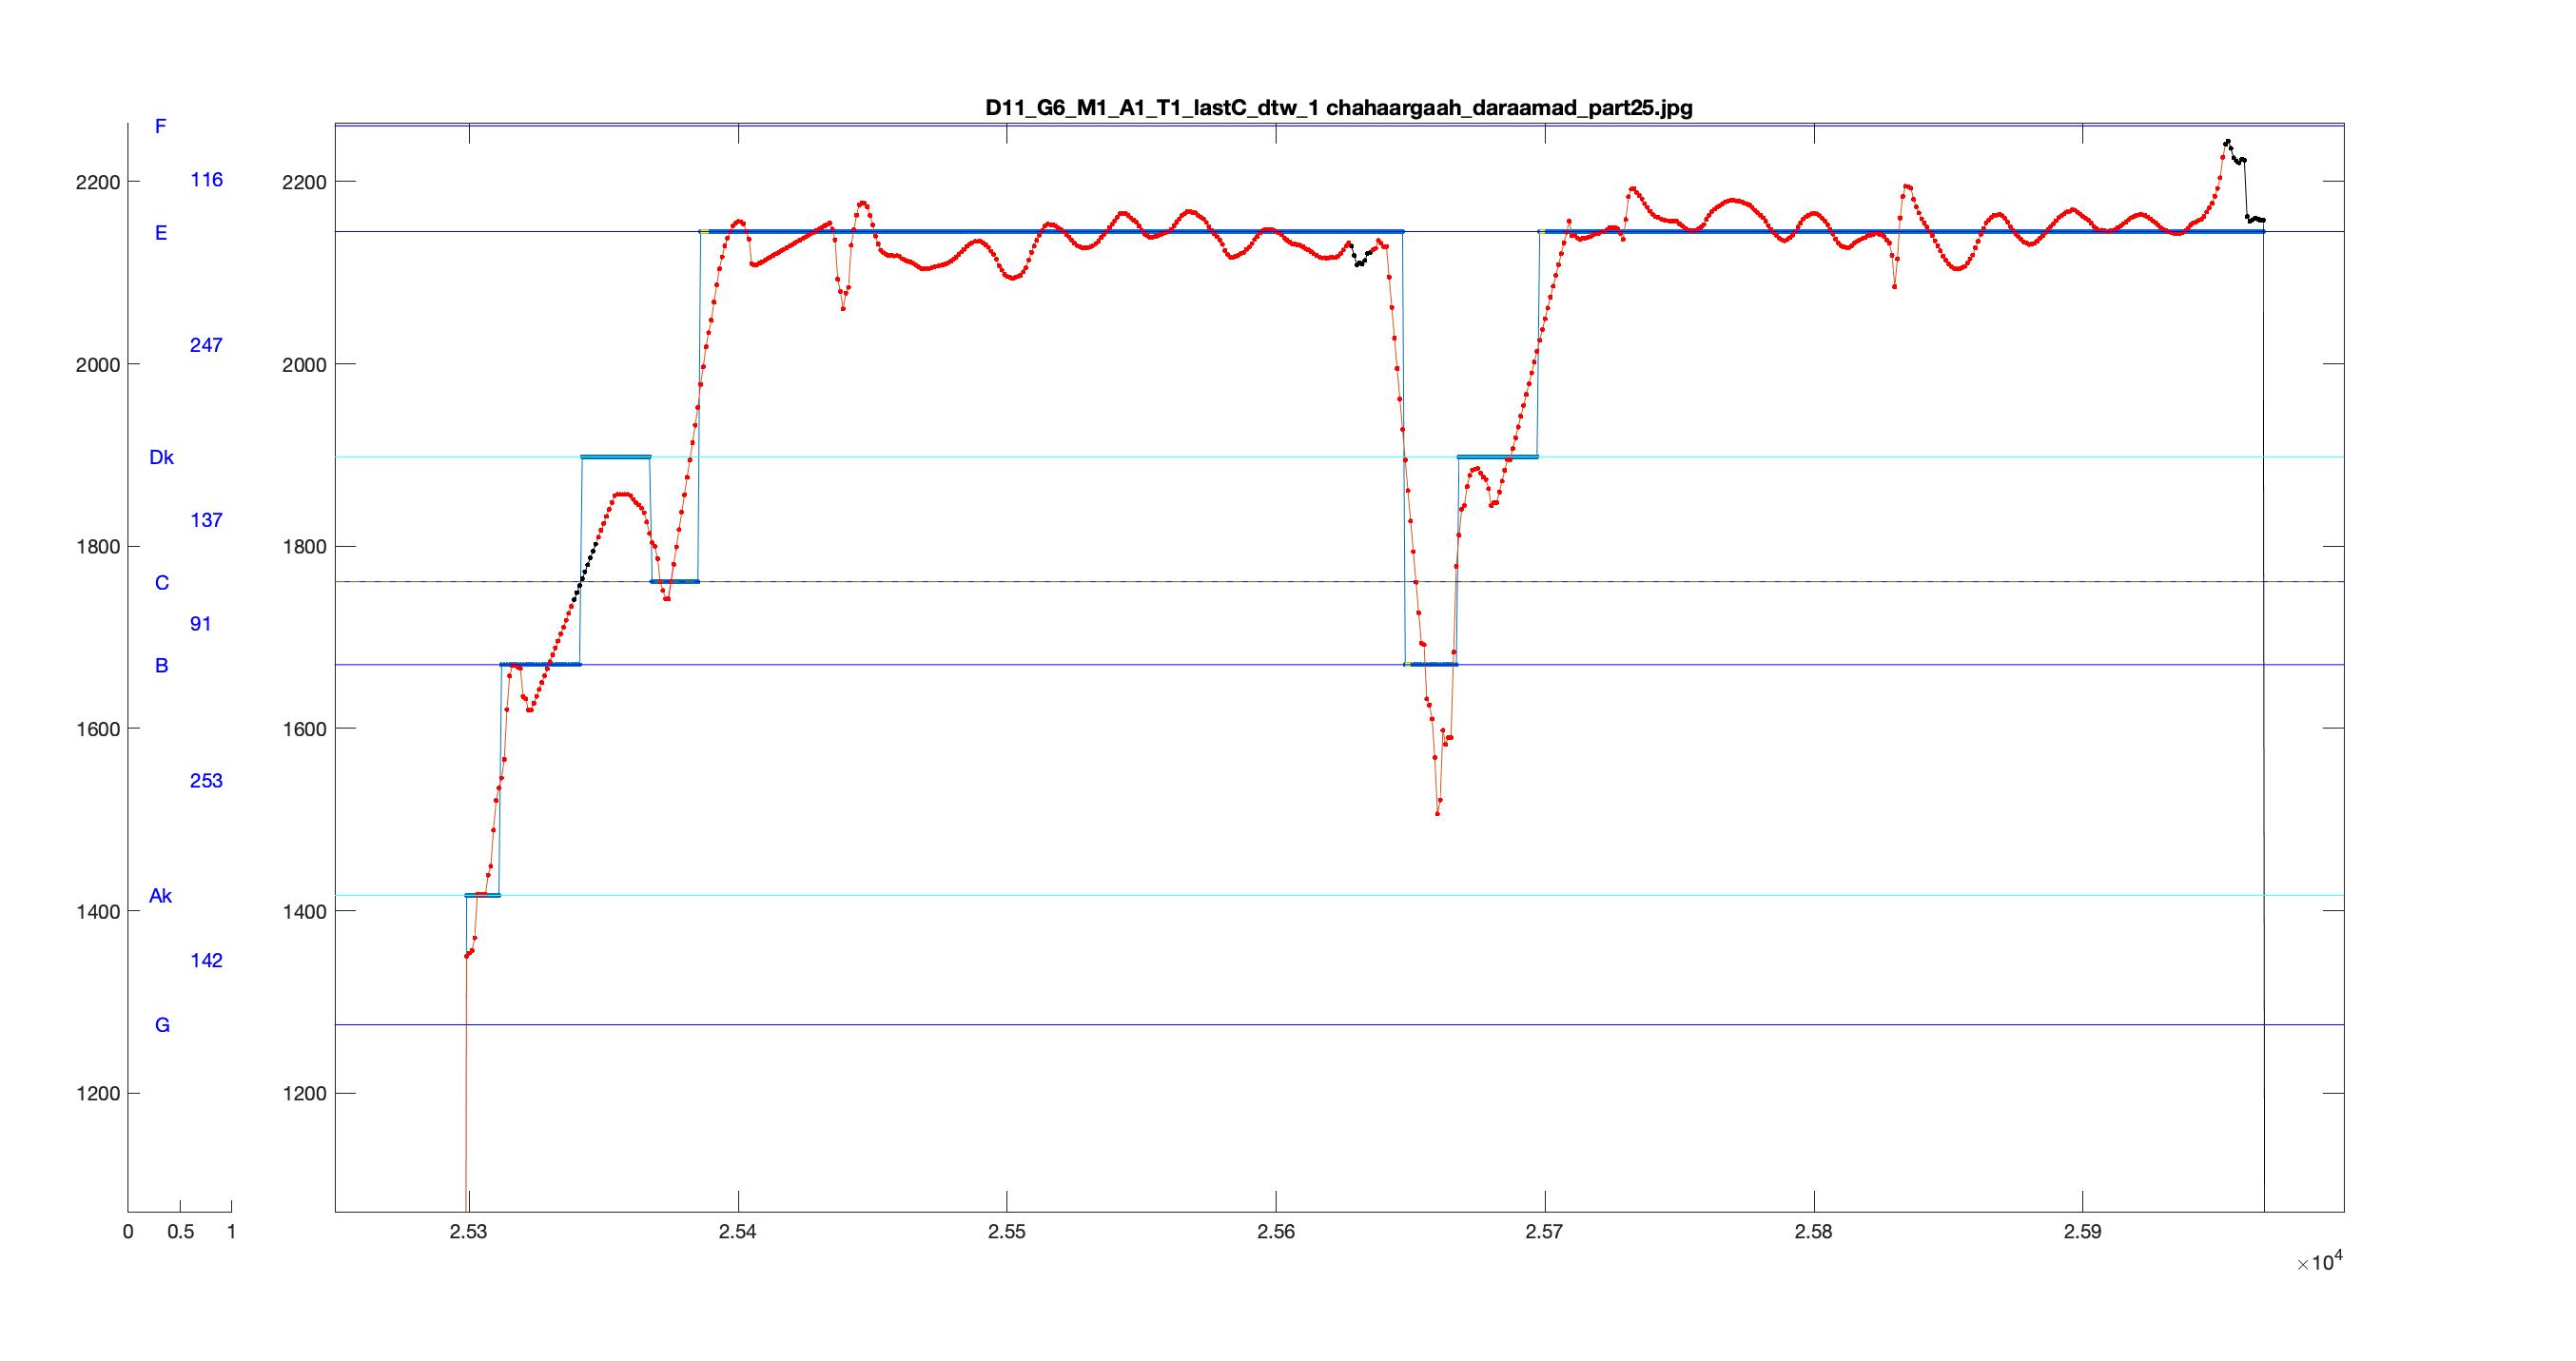 D11_G6_M1_A1_T1_lastC_dtw_1 chahaargaah_daraamad_part25.jpg
F
2200 116 2200
E
247
2000 2000
Dk
137
1800 1800
C
91
B
1600 1600
253
Ak
1400 1400
142
G
1200 1200
0 0.5 1 2.53 2.54 2.55 2.56 2.57 2.58 2.59
×10^4